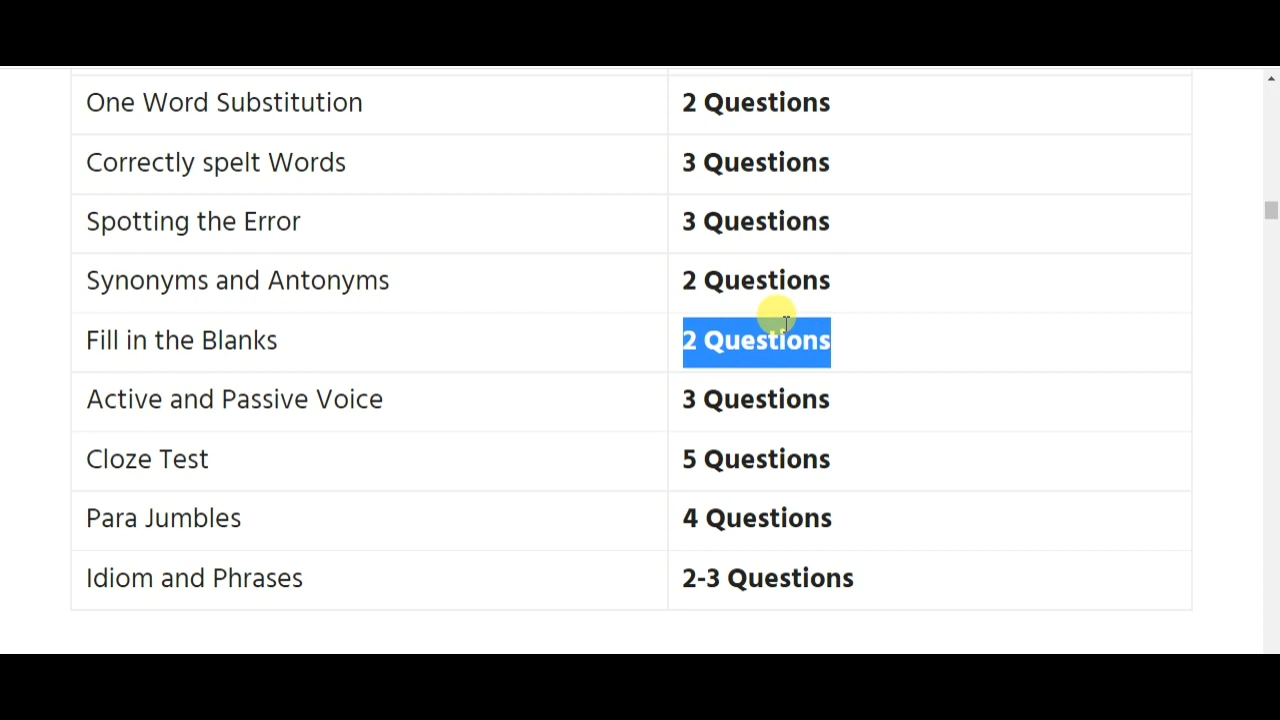 One Word Substitution 2 Questions
Correctly spelt Words 3 Questions
Spotting the Error 3 Questions
Synonyms and Antonyms 2 Questions
Fill in the Blanks 2 Questions
Active and Passive Voice 3 Questions
Cloze Test 5 Questions
Para Jumbles 4 Questions
Idiom and Phrases 2-3 Questions